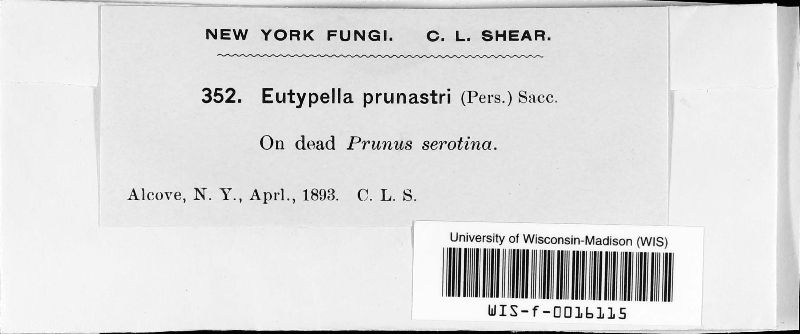 NEW YORK FUNGI. C. L. SHEAR.
352. Eutypella prunastri (Pers.) Sacc.
On dead Prunus serotina.
Alcove, N. Y., Aprl., 1893. C. L. S.
University of Wisconsin-Madison (WIS)
WIS-f-0016115